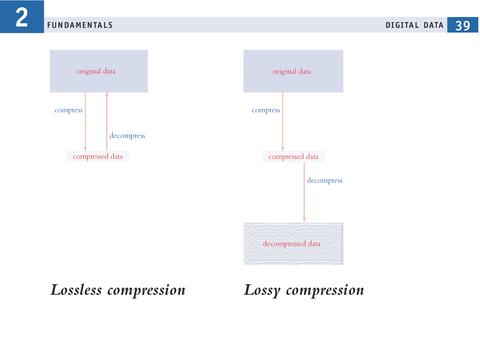 2
FUNDAMENTALS
DIGITAL DATA 39
original data
compress
decompress
compressed data
Lossless compression
original data
compress
compressed data
decompress
decompressed data
Lossy compression